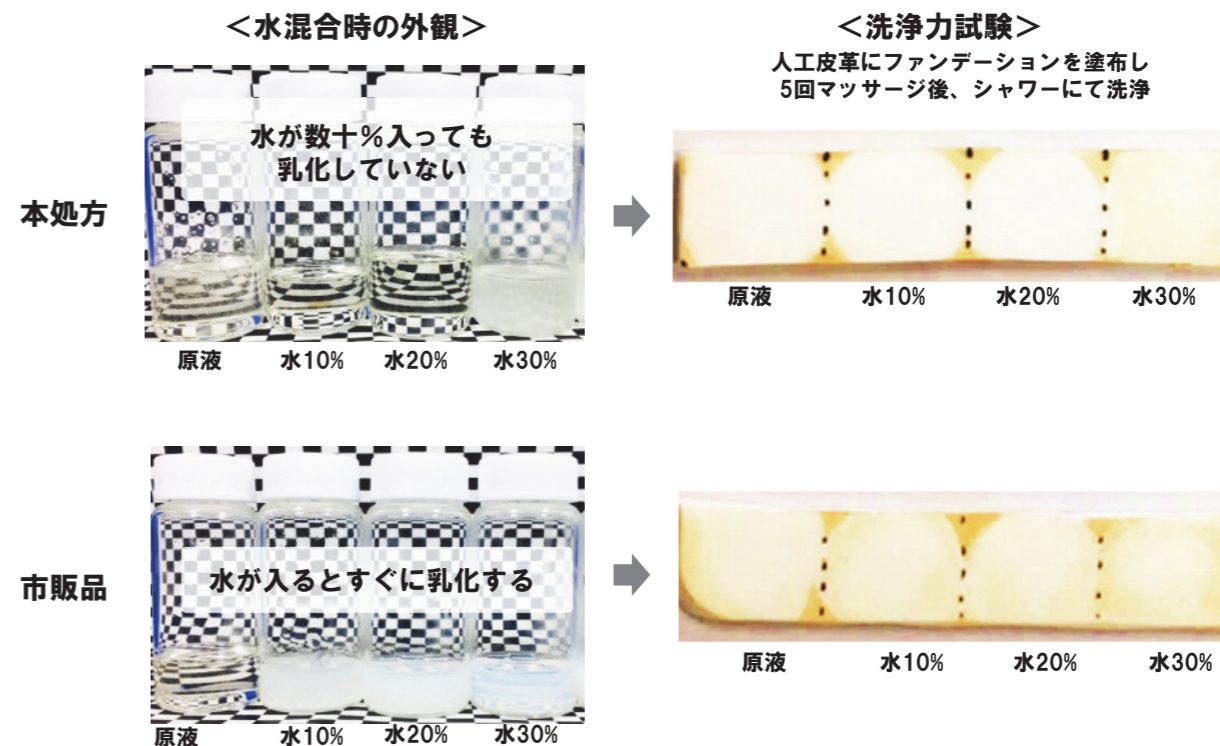 ＜水混合時の外観＞
＜洗浄力試験＞
人工皮革にファンデーションを塗布し
5回マッサージ後、シャワーにて洗浄
本処方
水が数十％入っても
乳化していない
原液 水10% 水20% 水30%
原液 水10% 水20% 水30%
市販品
水が入るとすぐに乳化する
原液 水10% 水20% 水30%
原液 水10% 水20% 水30%